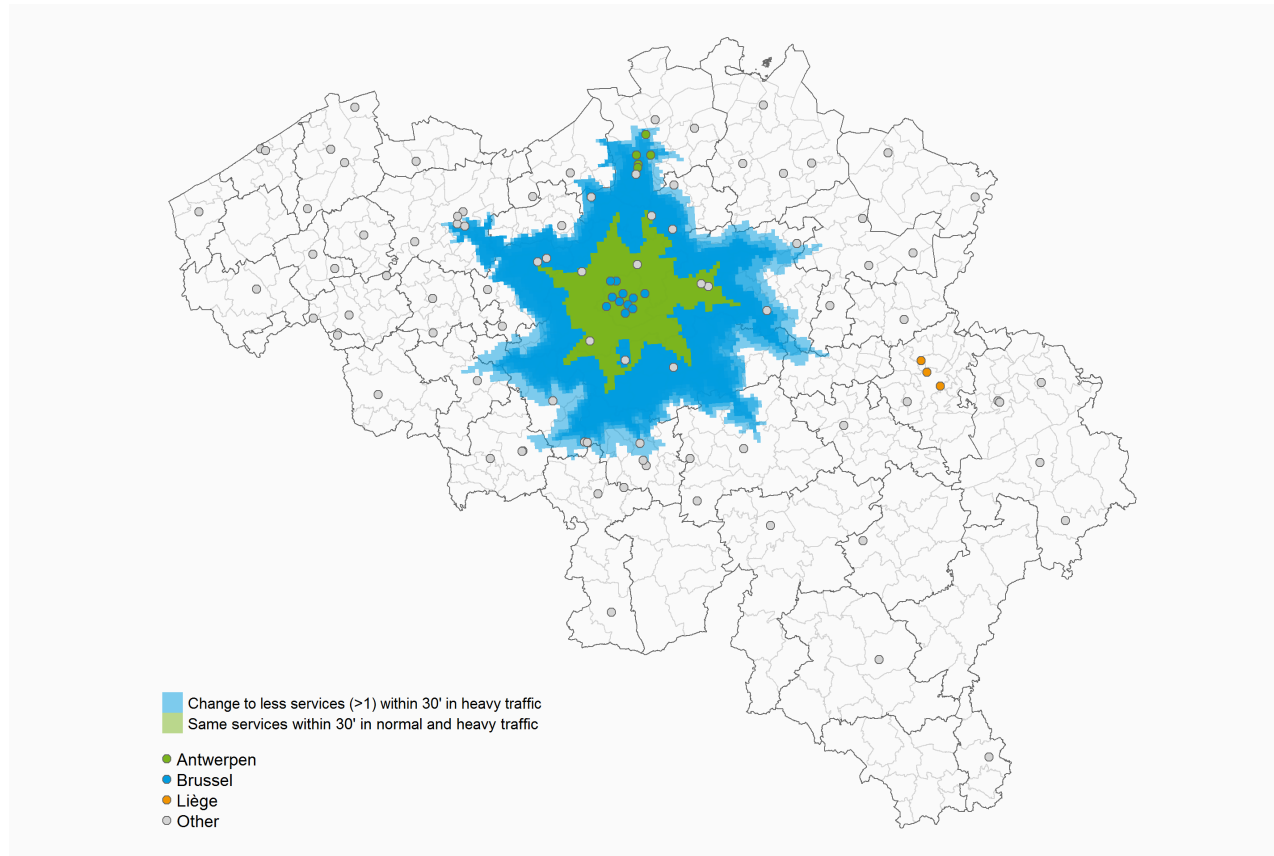 Change to less services (>1) within 30' in heavy traffic
Same services within 30' in normal and heavy traffic
Antwerpen
Brussel
Liège
Other